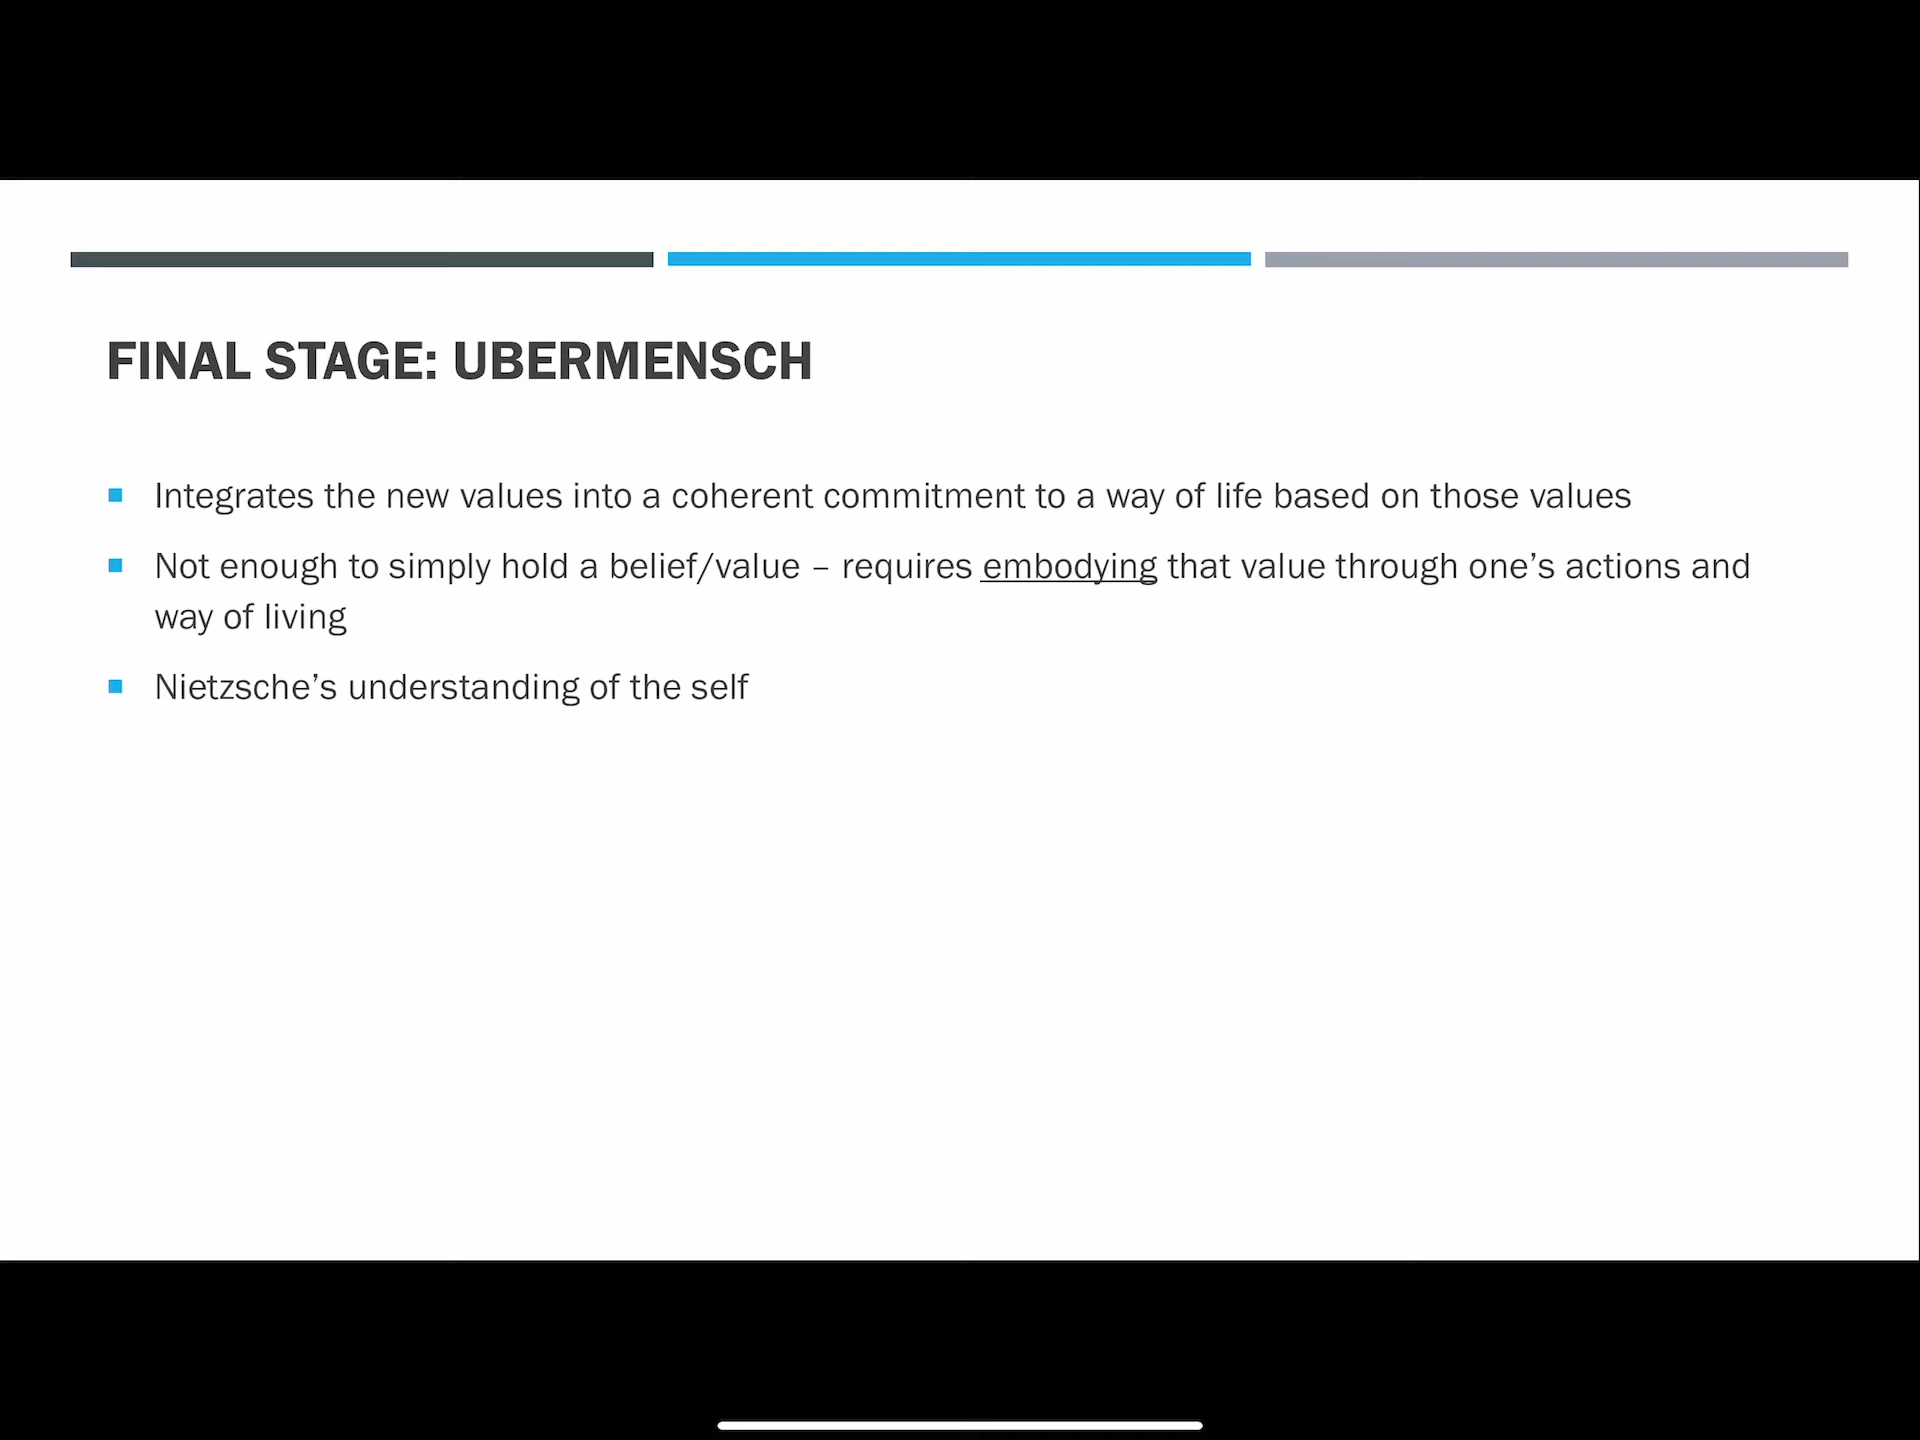 FINAL STAGE: UBERMENSCH
Integrates the new values into a coherent commitment to a way of life based on those values
Not enough to simply hold a belief/value – requires embodying that value through one’s actions and
way of living
Nietzsche’s understanding of the self